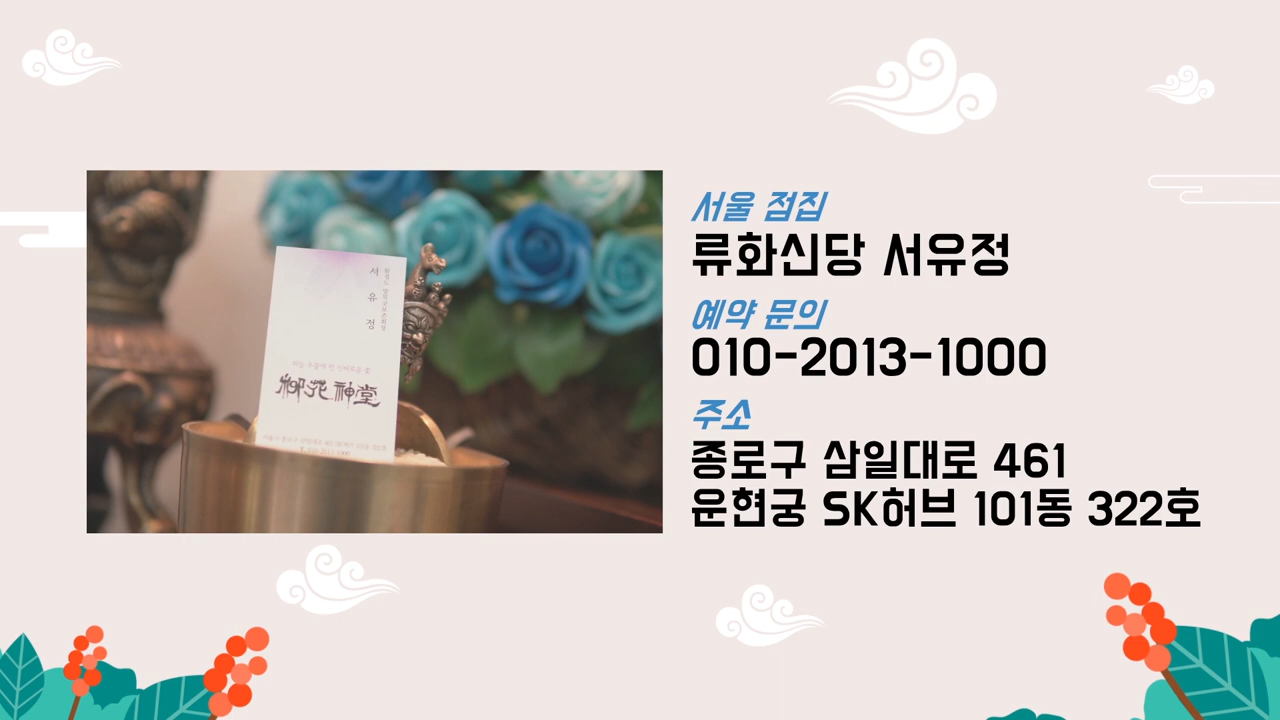 서울 점집
류화신당 서유정
예약 문의
010-2013-1000
주소
종로구 삼일대로 461
운현궁 SK허브 101동 322호
서
유
정
柳花神堂